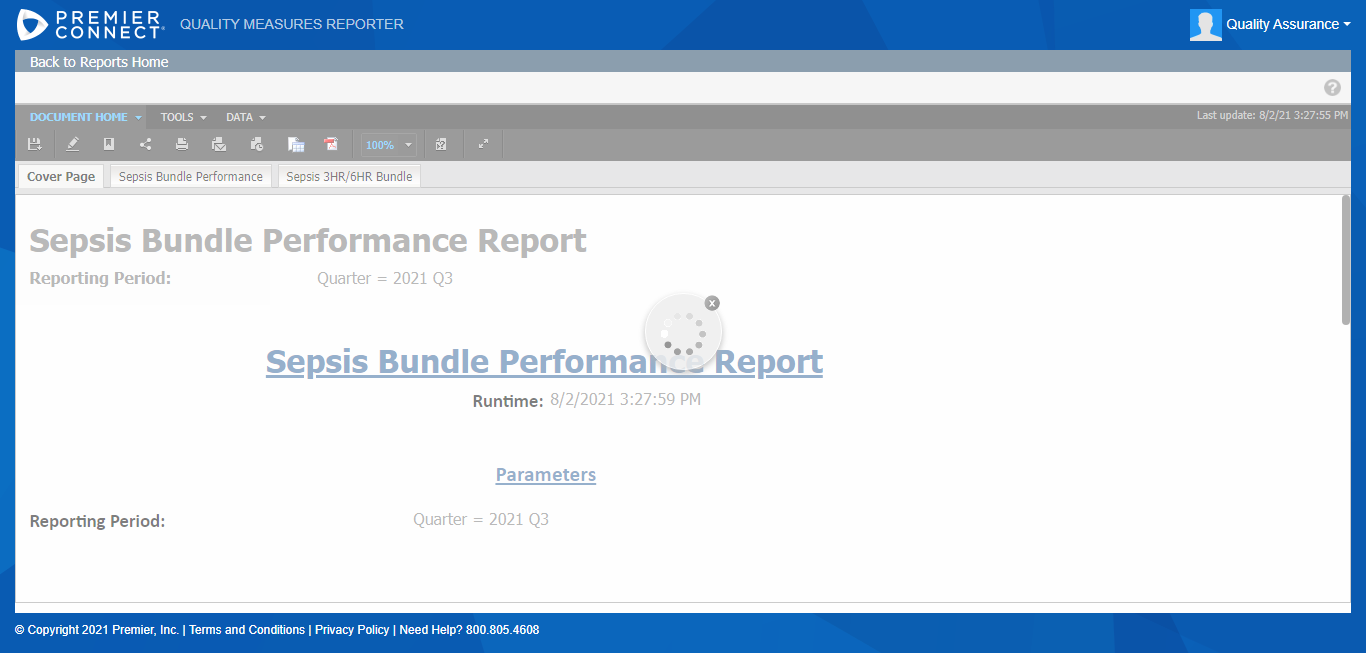 PREMIER
CONNECT® QUALITY MEASURES REPORTER
Quality Assurance
Back to Reports Home
?
DOCUMENT HOME TOOLS DATA
Last update: 8/2/21 3:27:55 PM
100%
Cover Page Sepsis Bundle Performance Sepsis 3HR/6HR Bundle
Sepsis Bundle Performance Report
Reporting Period: Quarter = 2021 Q3
Sepsis Bundle Performance Report
Runtime: 8/2/2021 3:27:59 PM
Parameters
Reporting Period: Quarter = 2021 Q3
© Copyright 2021 Premier, Inc. | Terms and Conditions | Privacy Policy | Need Help? 800.805.4608